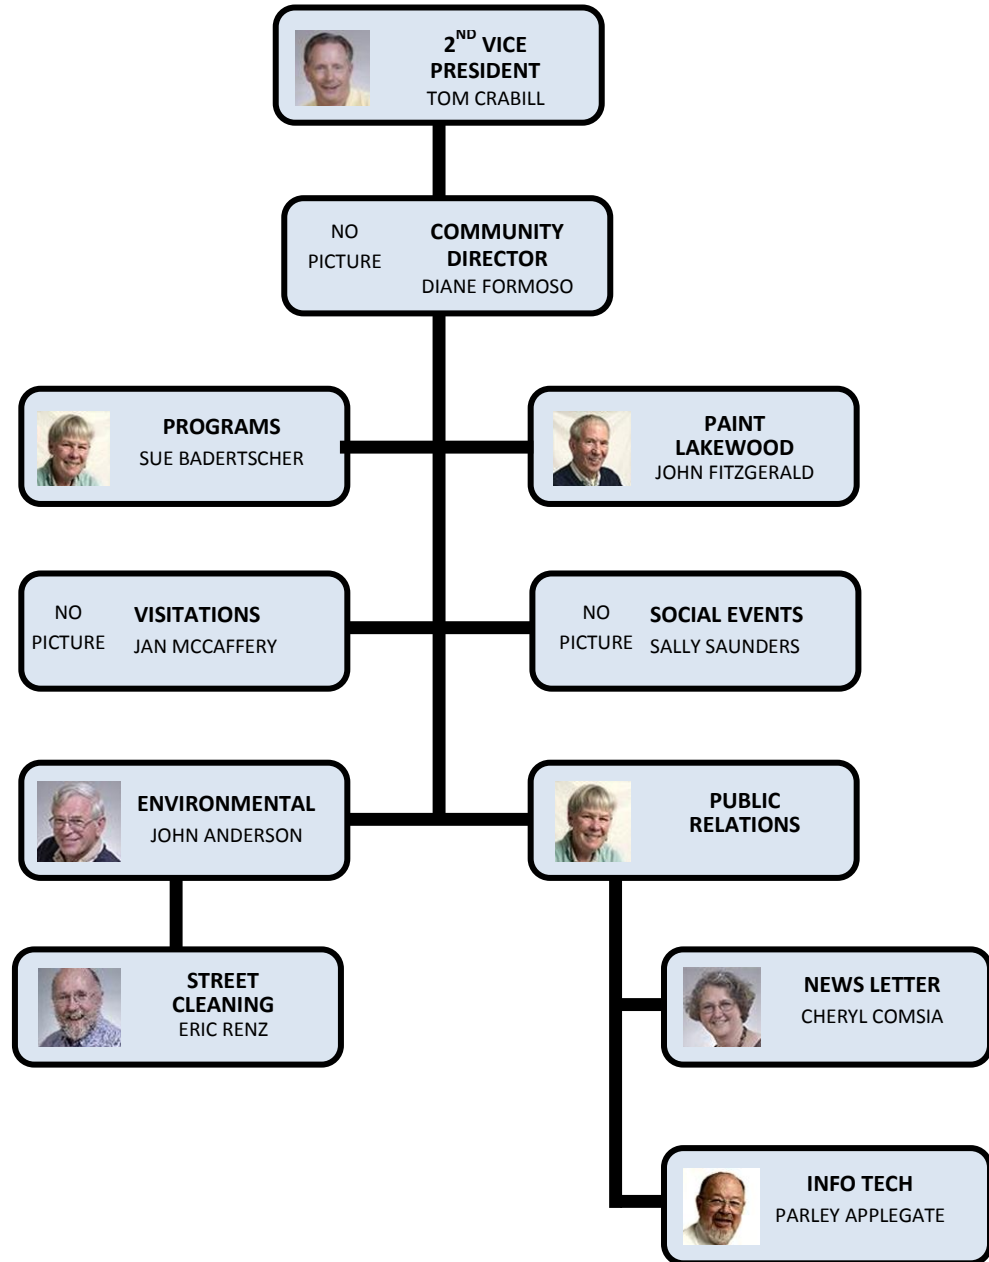 2ND VICE
PRESIDENT
TOM CRABILL
NO
PICTURE
COMMUNITY
DIRECTOR
DIANE FORMOSO
PROGRAMS
SUE BADERTSCHER
PAINT
LAKEWOOD
JOHN FITZGERALD
NO
PICTURE
VISITATIONS
JAN MCCAFFERY
NO
PICTURE
SOCIAL EVENTS
SALLY SAUNDERS
ENVIRONMENTAL
JOHN ANDERSON
PUBLIC
RELATIONS
STREET
CLEANING
ERIC RENZ
NEWS LETTER
CHERYL COMSIA
INFO TECH
PARLEY APPLEGATE